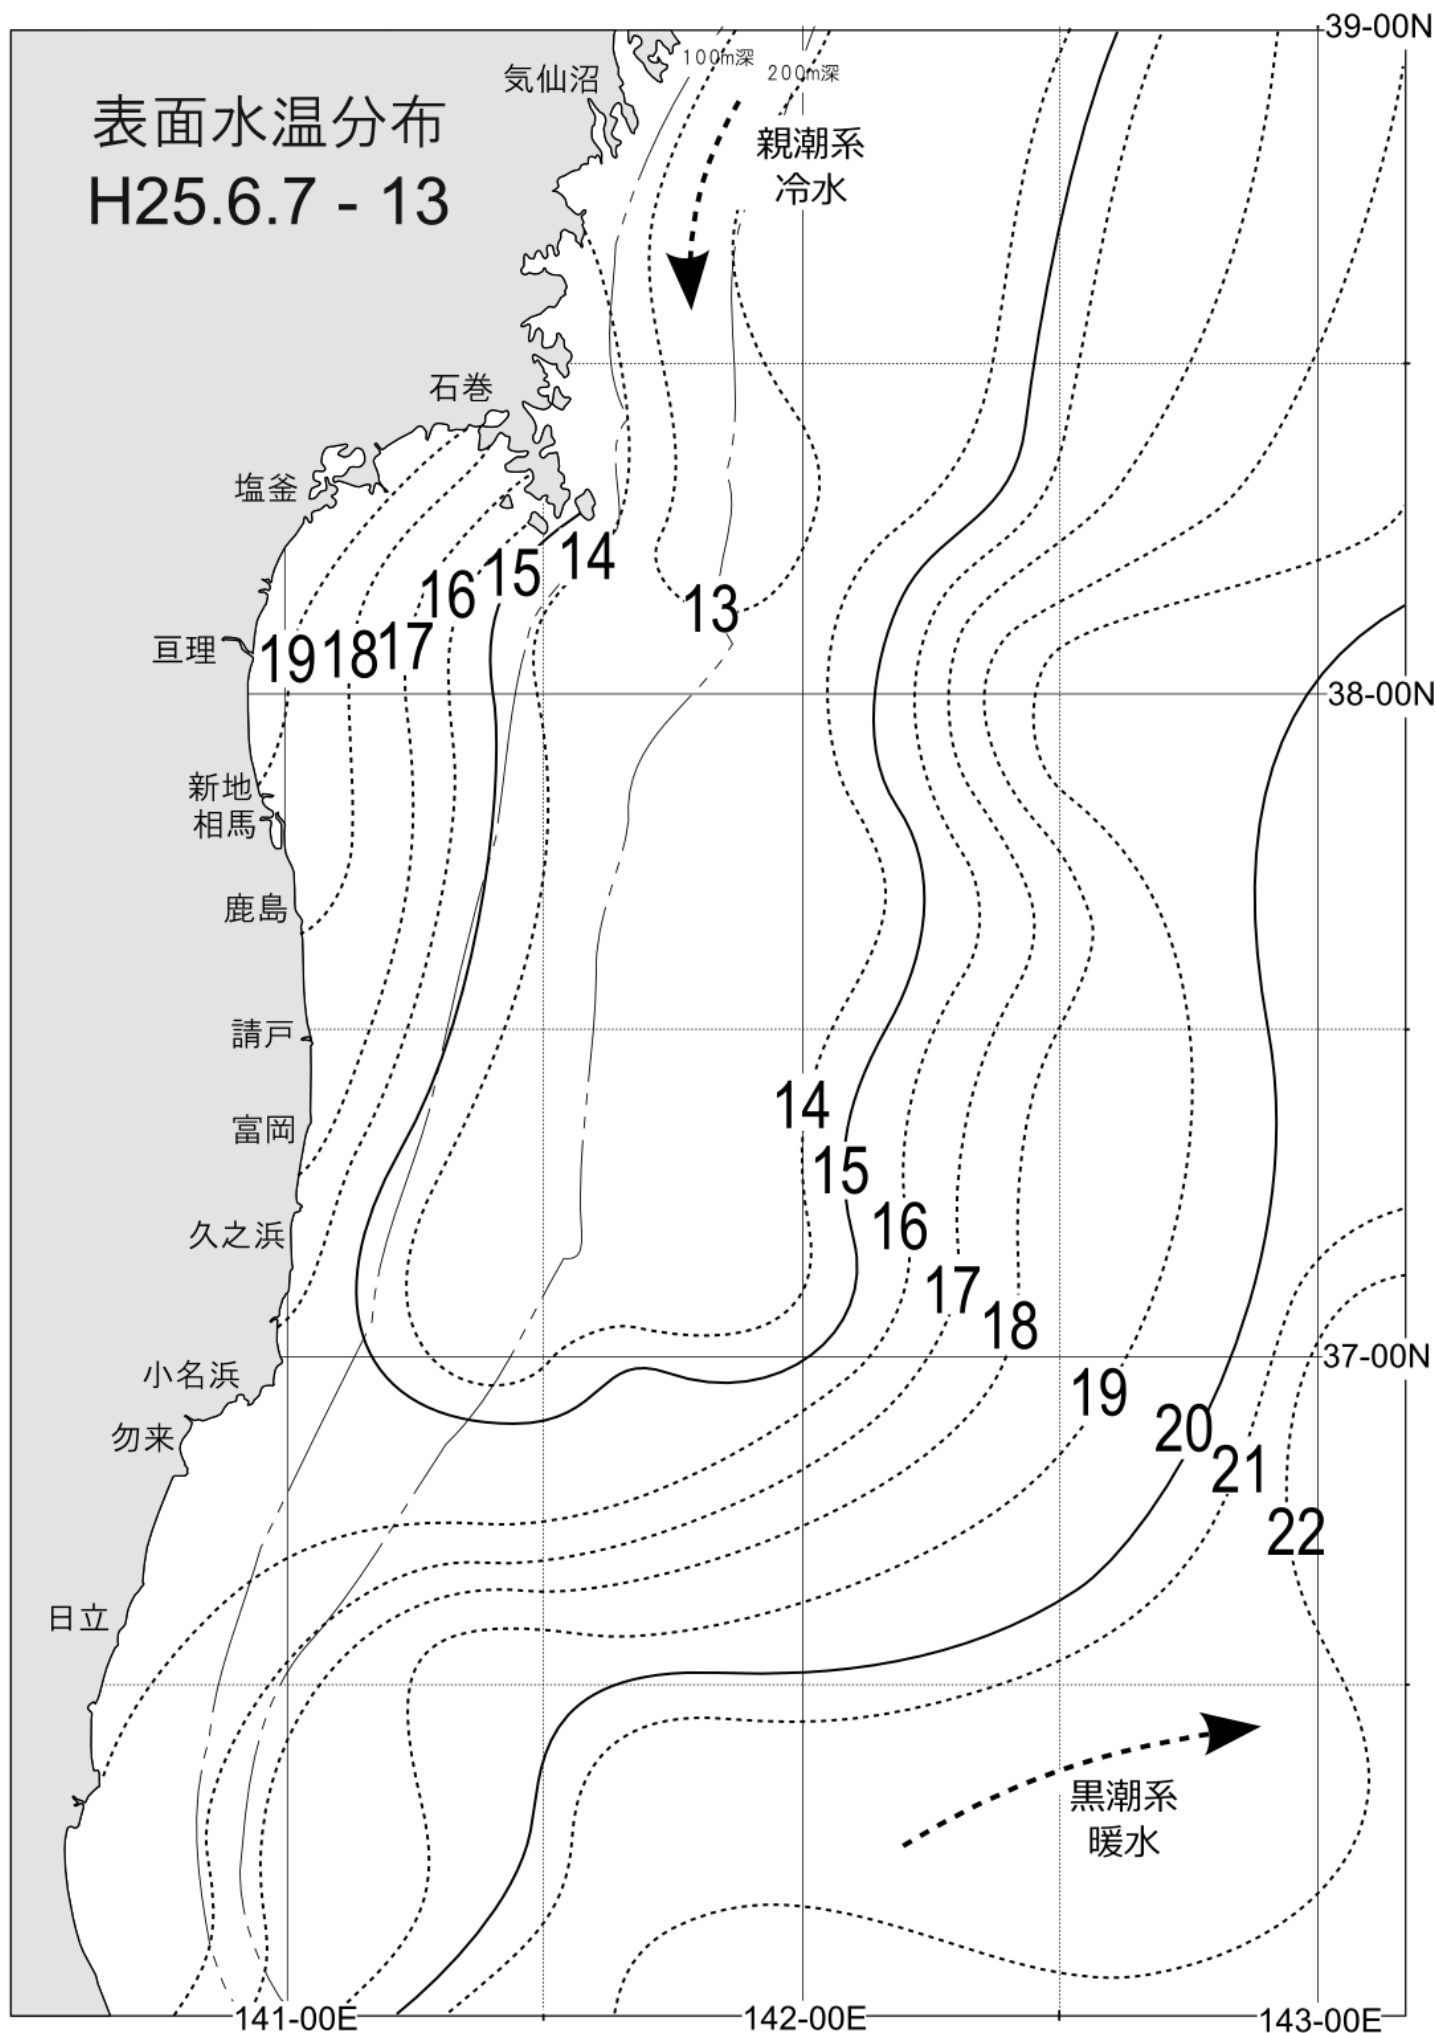 39-00N
100m深
200m深
気仙沼
表面水温分布
H25.6.7 - 13
親潮系
冷水
石巻
塩釜
14
15
16
13
17
18
19
亘理
38-00N
新地
相馬
鹿島
請戸
富岡
14
15
16
久之浜
17
18
37-00N
小名浜
19
20
勿来
21
22
日立
黒潮系
暖水
141-00E
142-00E
143-00E